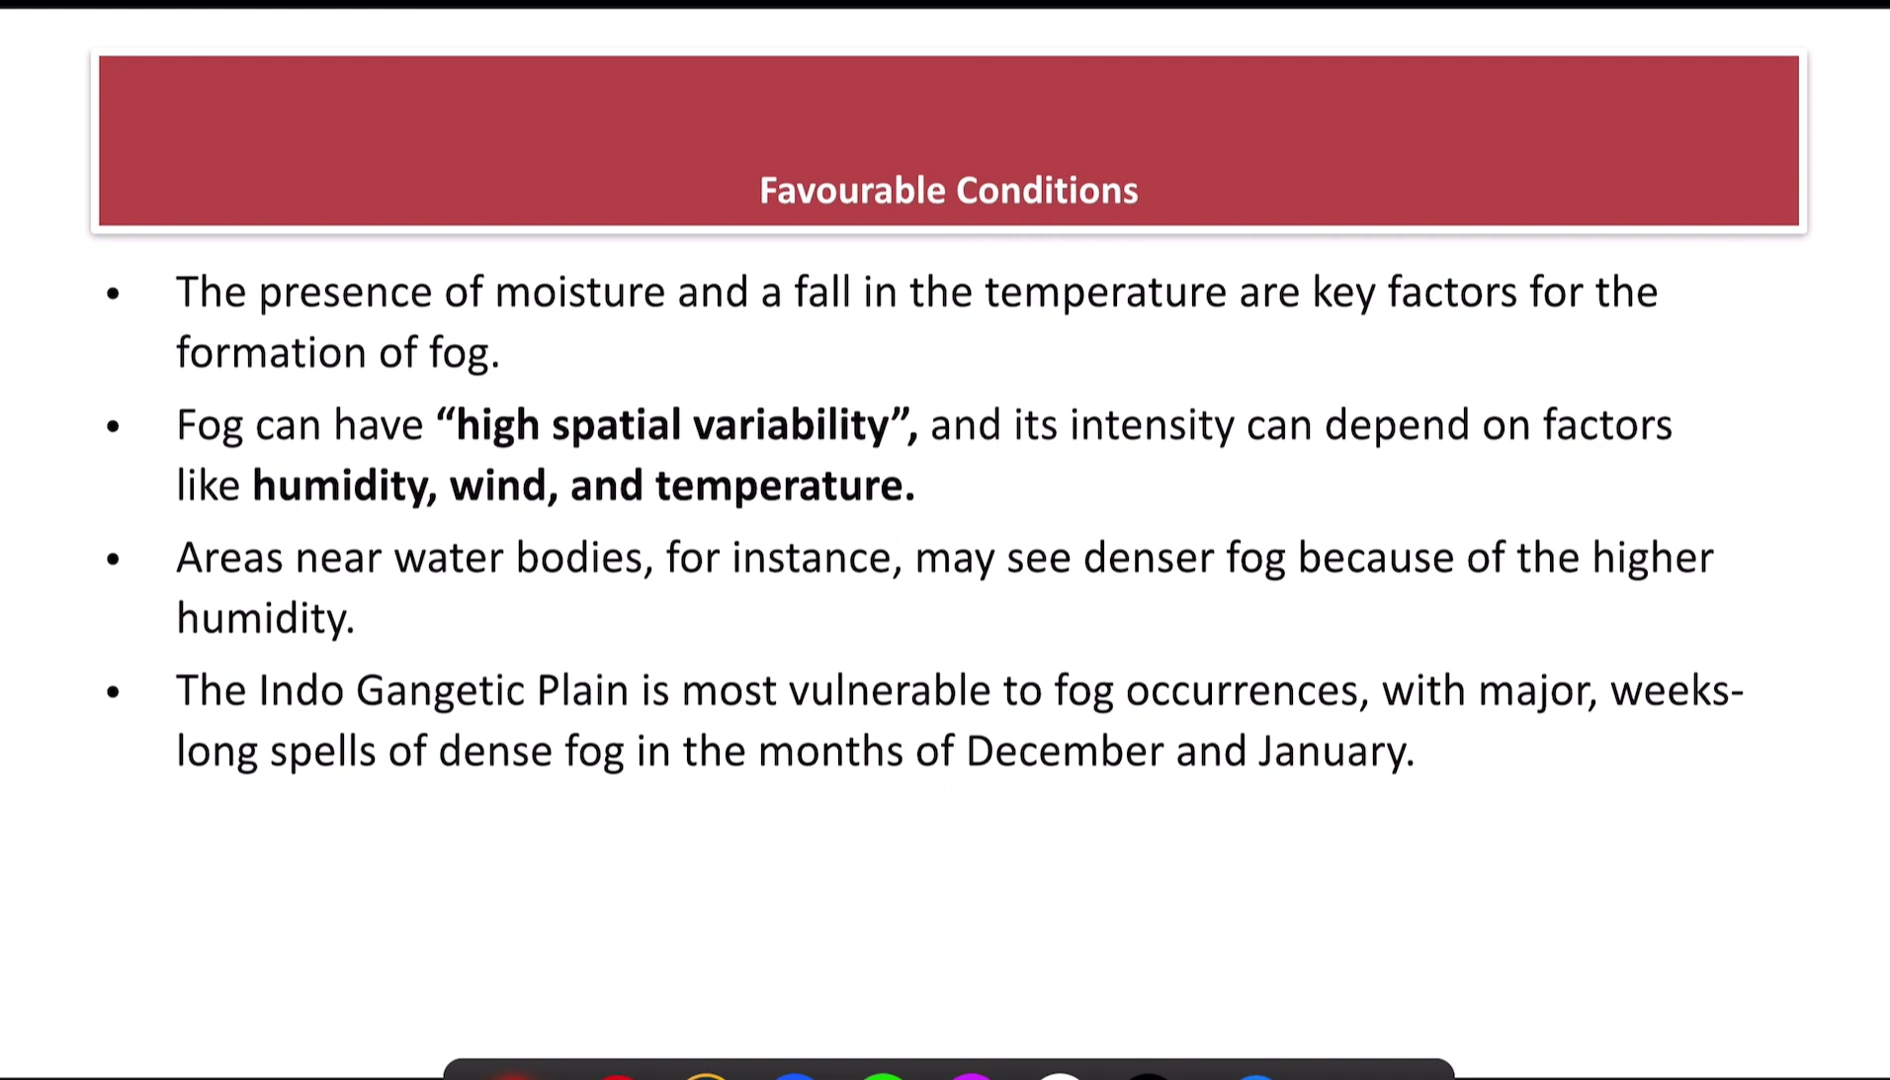 Favourable Conditions
• The presence of moisture and a fall in the temperature are key factors for the
formation of fog.
• Fog can have “high spatial variability”, and its intensity can depend on factors
like humidity, wind, and temperature.
• Areas near water bodies, for instance, may see denser fog because of the higher
humidity.
• The Indo Gangetic Plain is most vulnerable to fog occurrences, with major, weeks-
long spells of dense fog in the months of December and January.